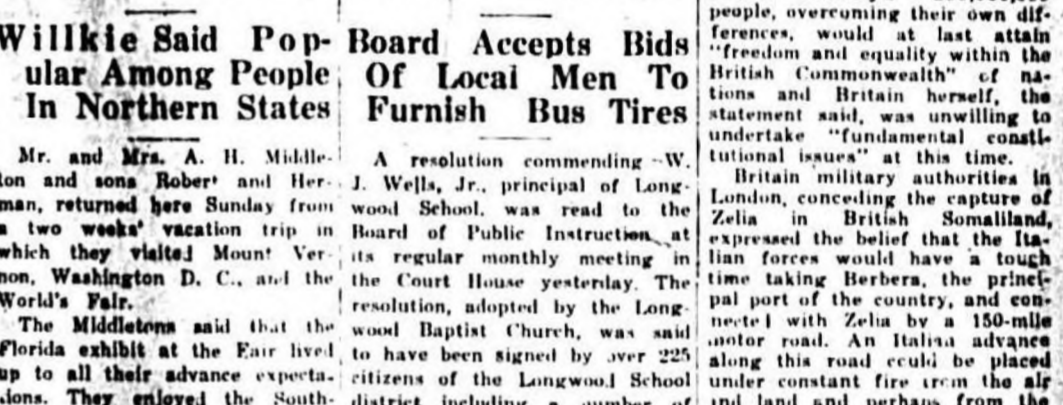 Willkie Said Pop-
ular Among People
In Northern States
Mr. and Mrs. A. H. Middle-
ton and sons Robert and Her-
man, returned here Sunday from
a two weeks' vacation trip in
which they visited Mount Ver-
non, Washington D. C., and the
World's Fair.
The Middletons said that the
Florida exhibit at the Fair lived
up to all their advance expecta-
tions. They enjoyed the South-
Board Accepts Bids
Of Local Men To
Furnish Bus Tires
A resolution commending W.
J. Wells, Jr., principal of Long-
wood School, was read to the
Board of Public Instruction at
its regular monthly meeting in
the Court House yesterday. The
resolution, adopted by the Long-
wood Baptist Church, was said
to have been signed by over 225
citizens of the Longwood School
district including a number of
people, overcoming their own dif-
ferences, would at last attain
"freedom and equality within the
British Commonwealth" of na-
tions and Britain herself, the
statement said, was unwilling to
undertake "fundamental consti-
tutional issues" at this time.
Britain military authorities in
London, conceding the capture of
Zelia in British Somaliland,
expressed the belief that the Ita-
lian forces would have a tough
time taking Berbera, the princi-
pal port of the country, and con-
nected with Zelia by a 150-mile
motor road. An Italian advance
along this road could be placed
under constant fire from the air
and land and perhaps from the